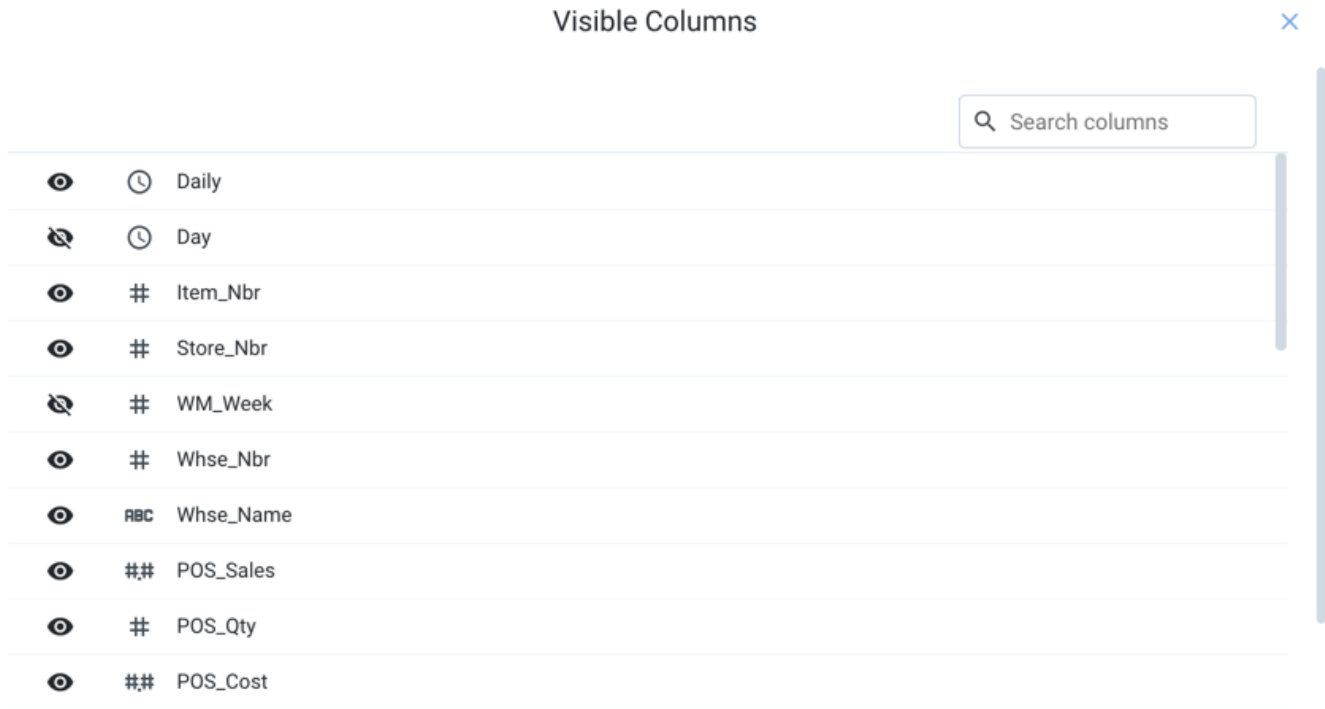 Visible Columns
Search columns
Daily
Day
# Item_Nbr
# Store_Nbr
# WM_Week
# Whse_Nbr
ABC Whse_Name
#.# POS_Sales
# POS_Qty
#.# POS_Cost